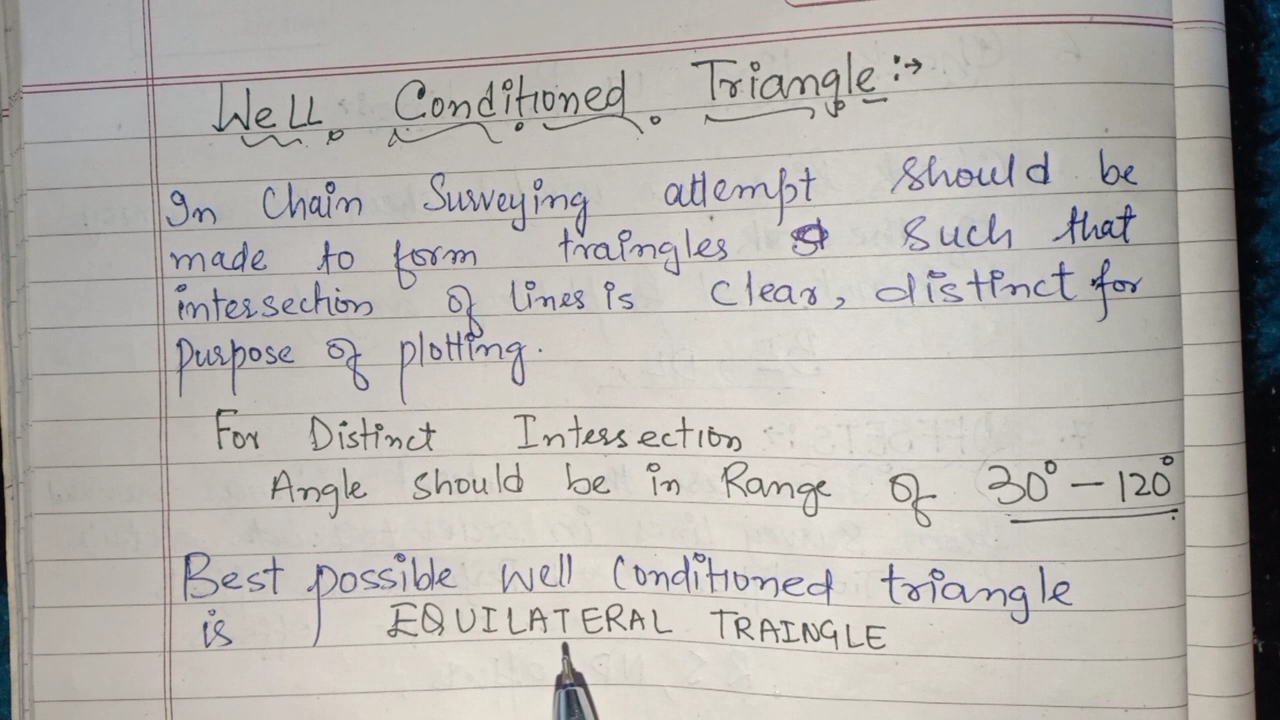 Well Conditioned Triangle :→
In Chain Surveying attempt should be
made to form traingles such that
intersection of lines is clear, distinct for
purpose of plotting.
For Distinct Intersection
Angle should be in Range of 30° – 120°
Best possible well conditioned triangle
is EQUILATERAL TRAINGLE